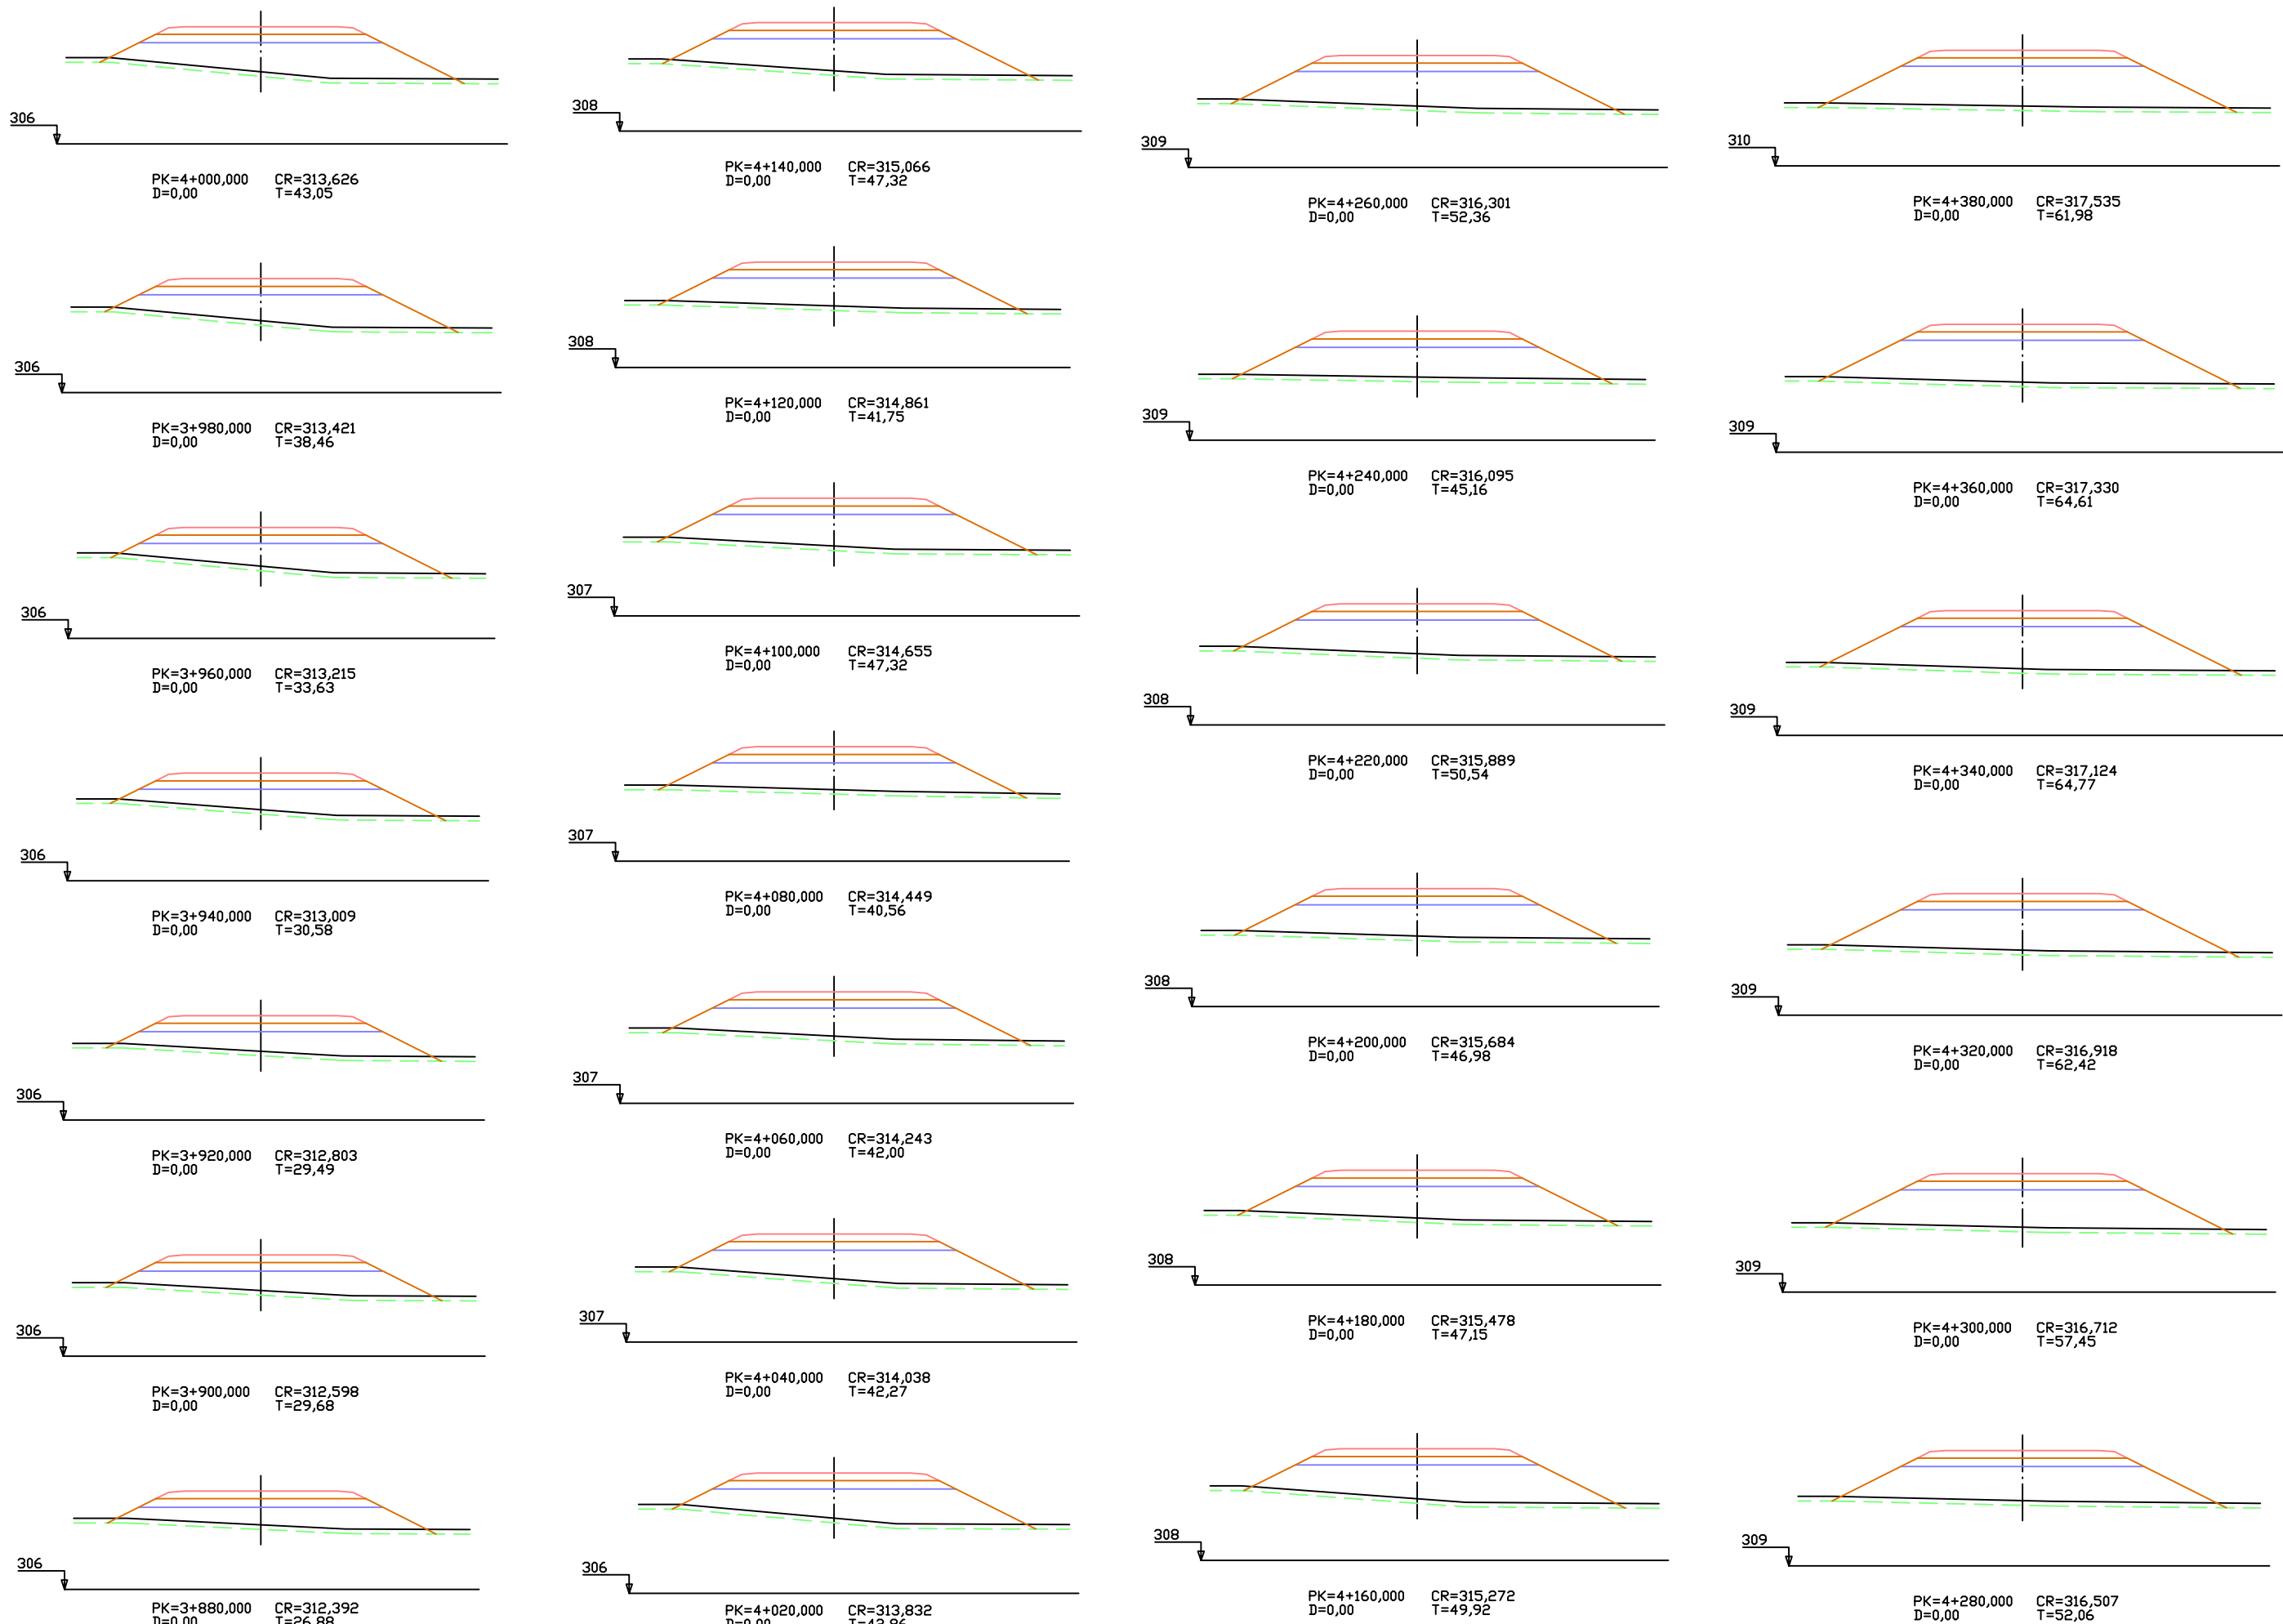 306
PK=4+000,000 CR=313,626
D=0,00 T=43,05
306
PK=3+980,000 CR=313,421
D=0,00 T=38,46
306
PK=3+960,000 CR=313,215
D=0,00 T=33,63
306
PK=3+940,000 CR=313,009
D=0,00 T=30,58
306
PK=3+920,000 CR=312,803
D=0,00 T=29,49
306
PK=3+900,000 CR=312,598
D=0,00 T=29,68
306
PK=3+880,000 CR=312,392
D=0,00 T=26,88
308
PK=4+140,000 CR=315,066
D=0,00 T=47,32
308
PK=4+120,000 CR=314,861
D=0,00 T=41,75
307
PK=4+100,000 CR=314,655
D=0,00 T=47,32
307
PK=4+080,000 CR=314,449
D=0,00 T=40,56
307
PK=4+060,000 CR=314,243
D=0,00 T=42,00
307
PK=4+040,000 CR=314,038
D=0,00 T=42,27
306
PK=4+020,000 CR=313,832
D=0,00
309
PK=4+260,000 CR=316,301
D=0,00 T=52,36
309
PK=4+240,000 CR=316,095
D=0,00 T=45,16
308
PK=4+220,000 CR=315,889
D=0,00 T=50,54
308
PK=4+200,000 CR=315,684
D=0,00 T=46,98
308
PK=4+180,000 CR=315,478
D=0,00 T=47,15
308
PK=4+160,000 CR=315,272
D=0,00 T=49,92
310
PK=4+380,000 CR=317,535
D=0,00 T=61,98
309
PK=4+360,000 CR=317,330
D=0,00 T=64,61
309
PK=4+340,000 CR=317,124
D=0,00 T=64,77
309
PK=4+320,000 CR=316,918
D=0,00 T=62,42
309
PK=4+300,000 CR=316,712
D=0,00 T=57,45
309
PK=4+280,000 CR=316,507
D=0,00 T=52,06